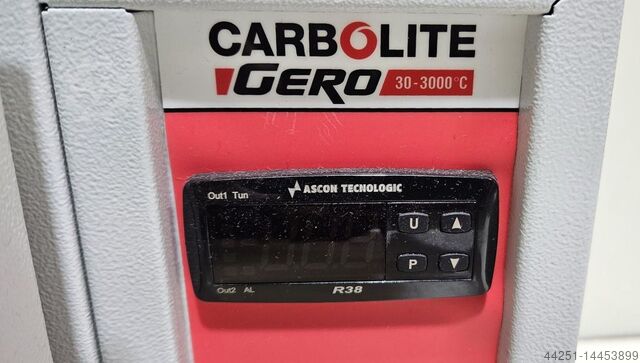 CARBOLITE
GERO 30-3000°C
ASCON TECNOLOGIC
Out1 Tun
U
P
Out2 AL
R38
44251-14453899